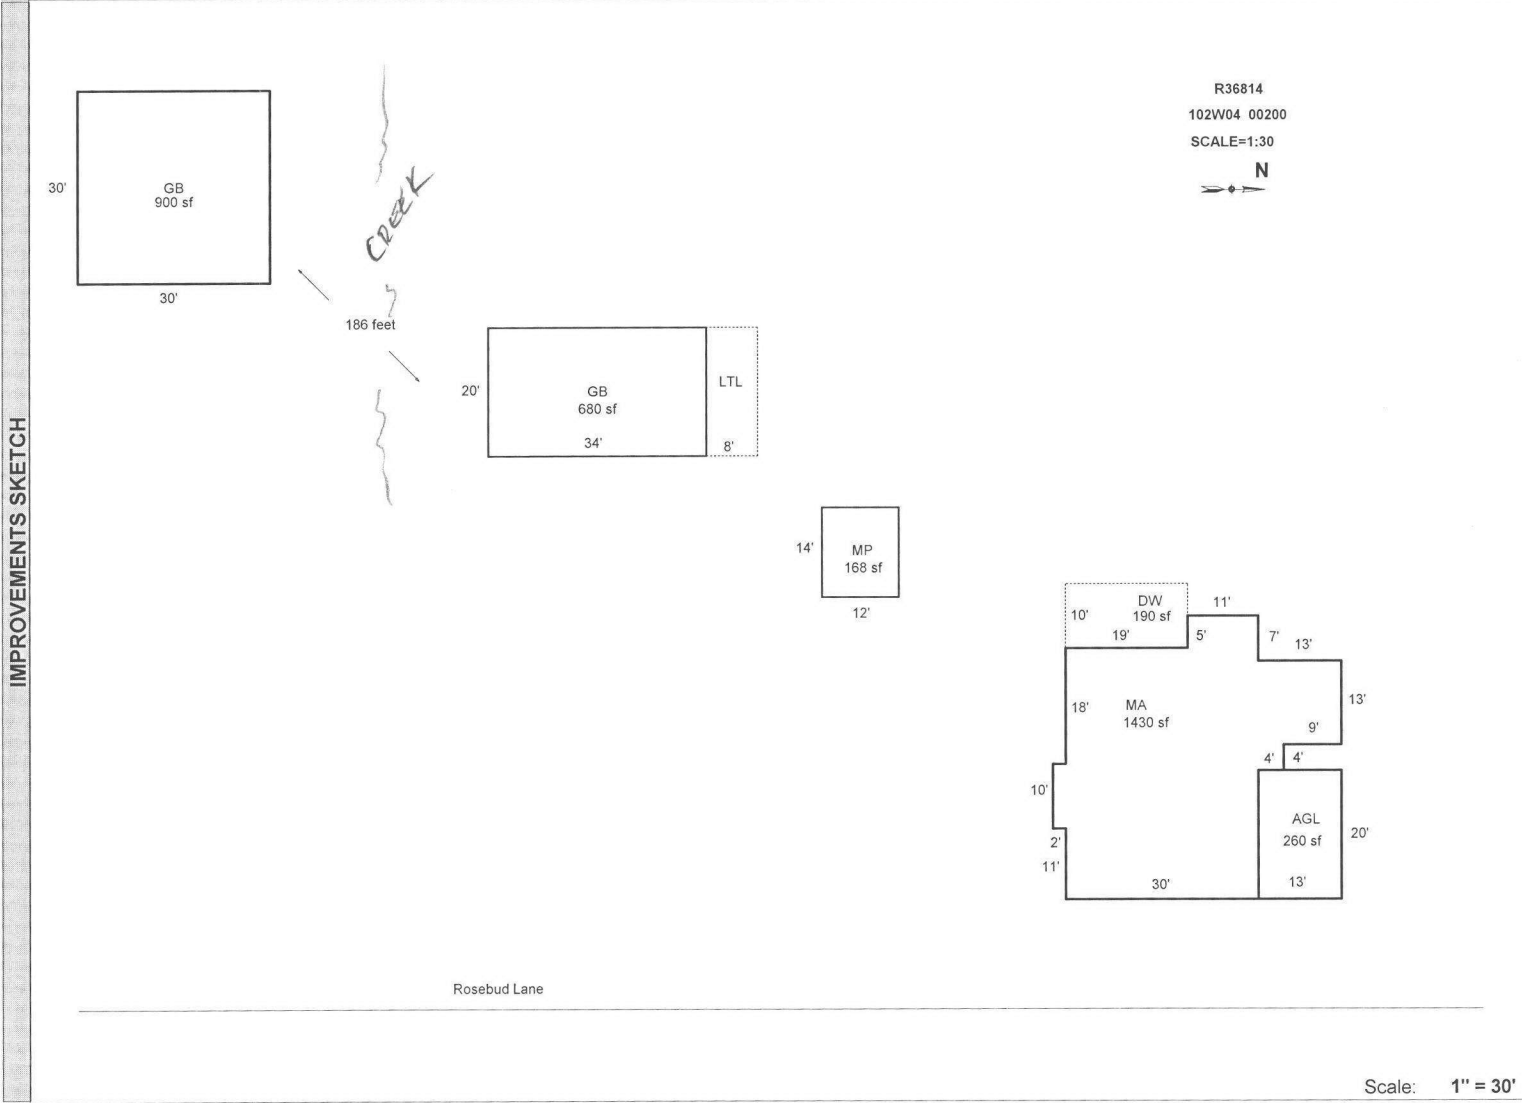 IMPROVEMENTS SKETCH
R36814
102W04 00200
SCALE=1:30
N
30'
GB
900 sf
30'
CREEK
186 feet
20'
GB
680 sf
34'
LTL
8'
14'
MP
168 sf
12'
10'
DW
190 sf
19'
11'
5'
7'
13'
18'
MA
1430 sf
13'
9'
4'
4'
10'
2'
11'
30'
AGL
260 sf
13'
20'
Rosebud Lane
Scale: 1" = 30'